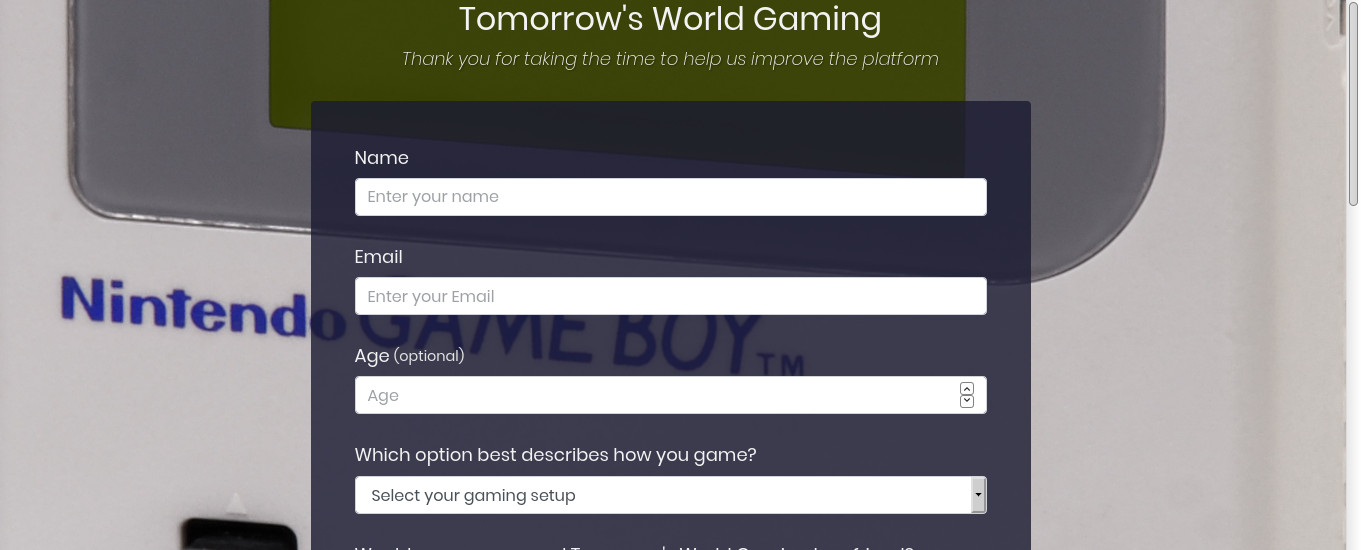 Tomorrow's World Gaming
Thank you for taking the time to help us improve the platform
Name
Enter your name
Email
Enter your Email
Nintendo GAME BOY TM
Age (optional)
Age
Which option best describes how you game?
Select your gaming setup